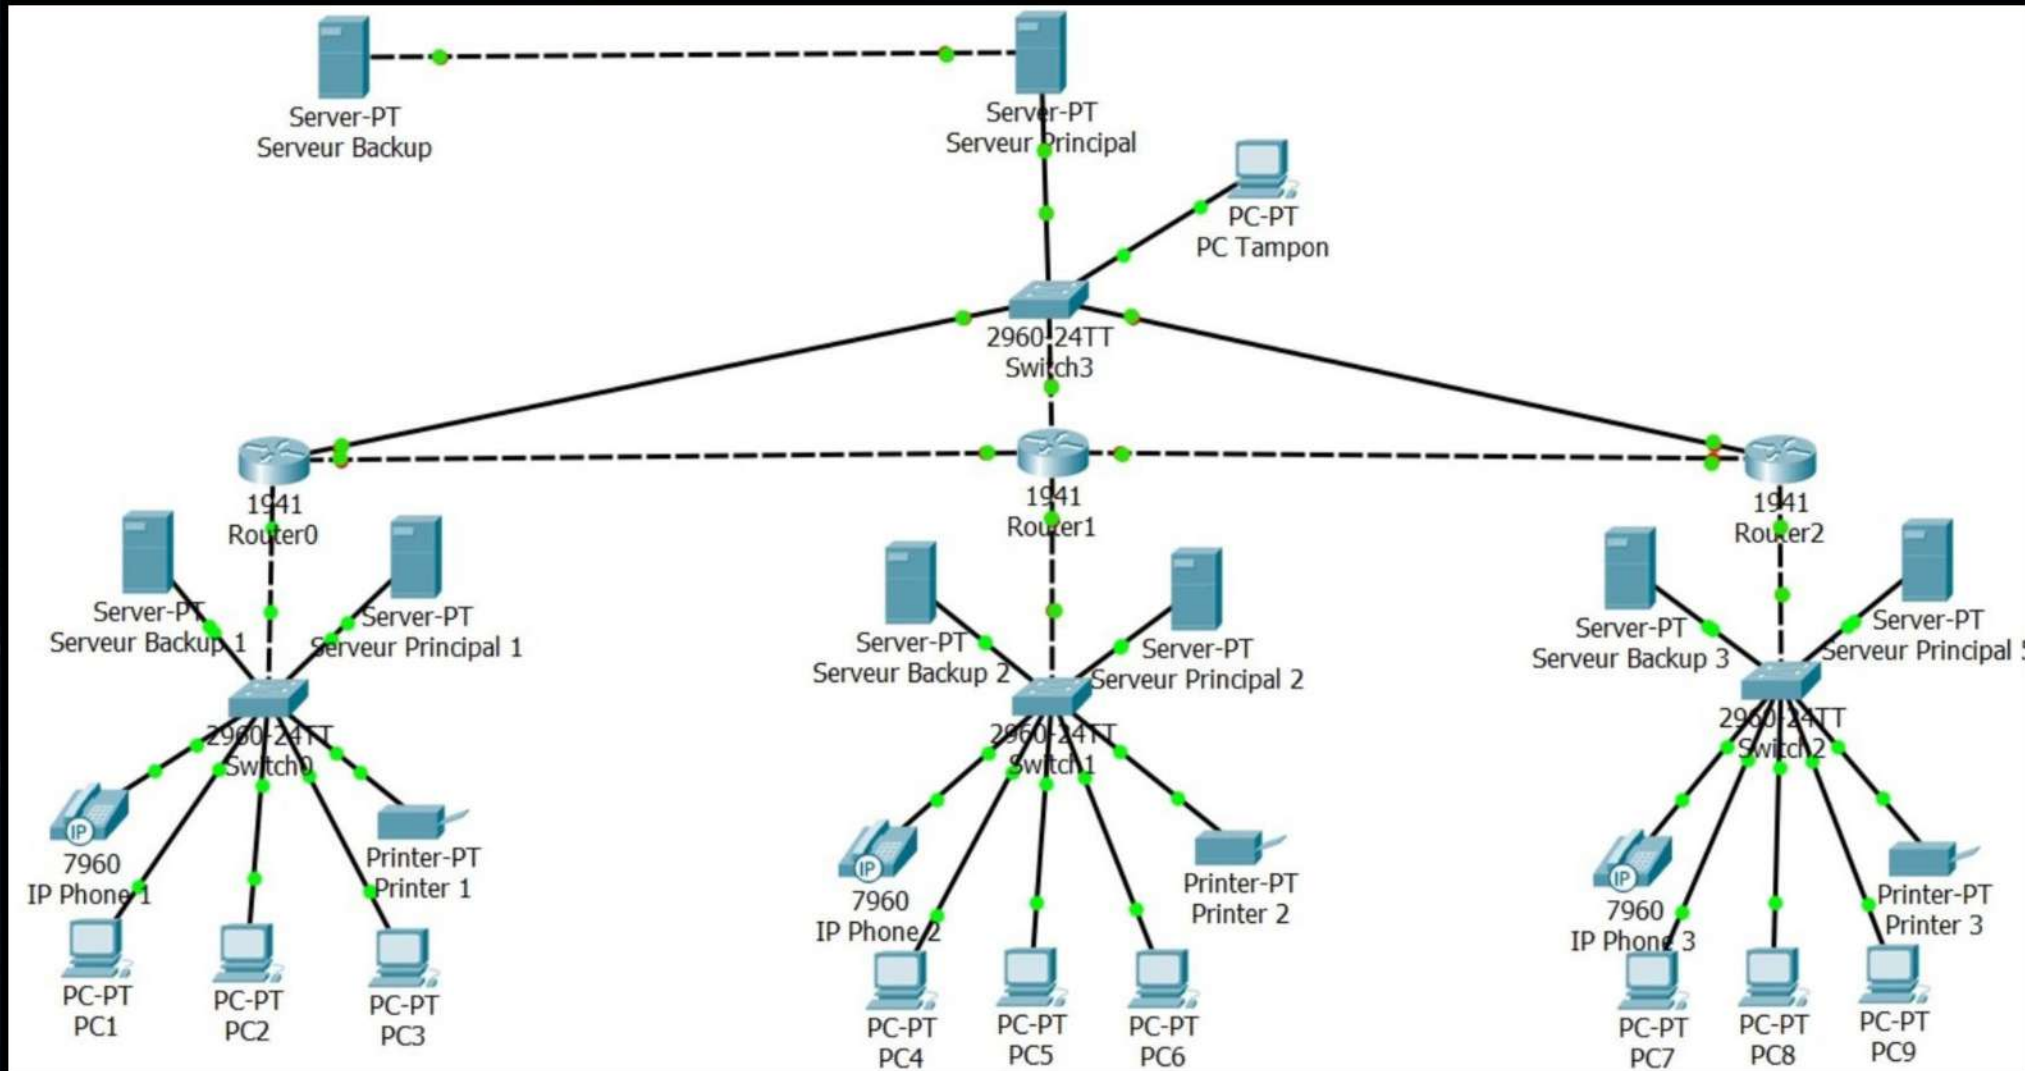 Server-PT
Serveur Backup
Server-PT
Serveur Principal
PC-PT
PC Tampon
2960-24TT
Switch3
1941
Router0
1941
Router1
1941
Router2
Server-PT
Serveur Backup 1
Server-PT
Serveur Principal 1
Server-PT
Serveur Backup 2
Server-PT
Serveur Principal 2
Server-PT
Serveur Backup 3
Server-PT
Serveur Principal
2960-24TT
Switch0
2960-24TT
Switch1
2960-24TT
Switch2
IP
7960
IP Phone 1
Printer-PT
Printer 1
IP
7960
IP Phone 2
Printer-PT
Printer 2
IP
7960
IP Phone 3
Printer-PT
Printer 3
PC-PT
PC1
PC-PT
PC2
PC-PT
PC3
PC-PT
PC4
PC-PT
PC5
PC-PT
PC6
PC-PT
PC7
PC-PT
PC8
PC-PT
PC9